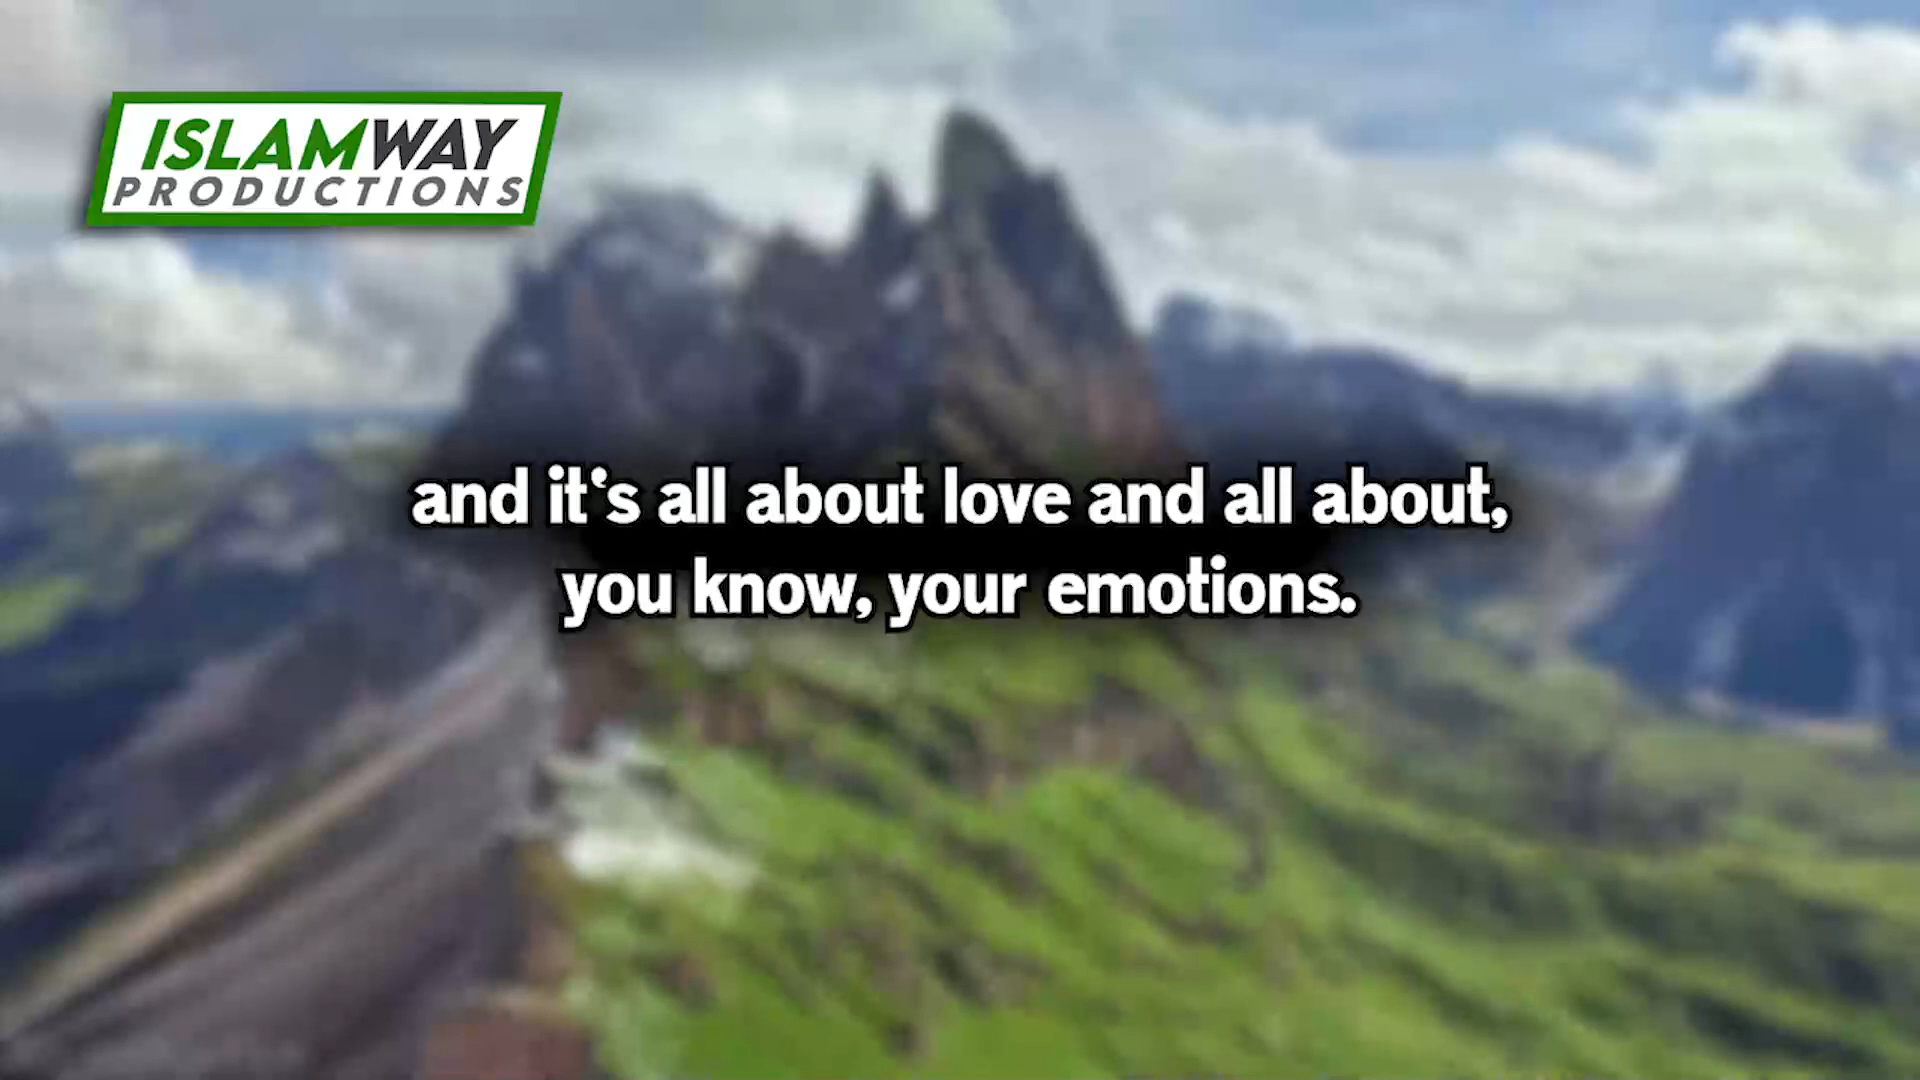 ISLAMWAY
PRODUCTIONS
and it‘s all about love and all about,
you know, your emotions.